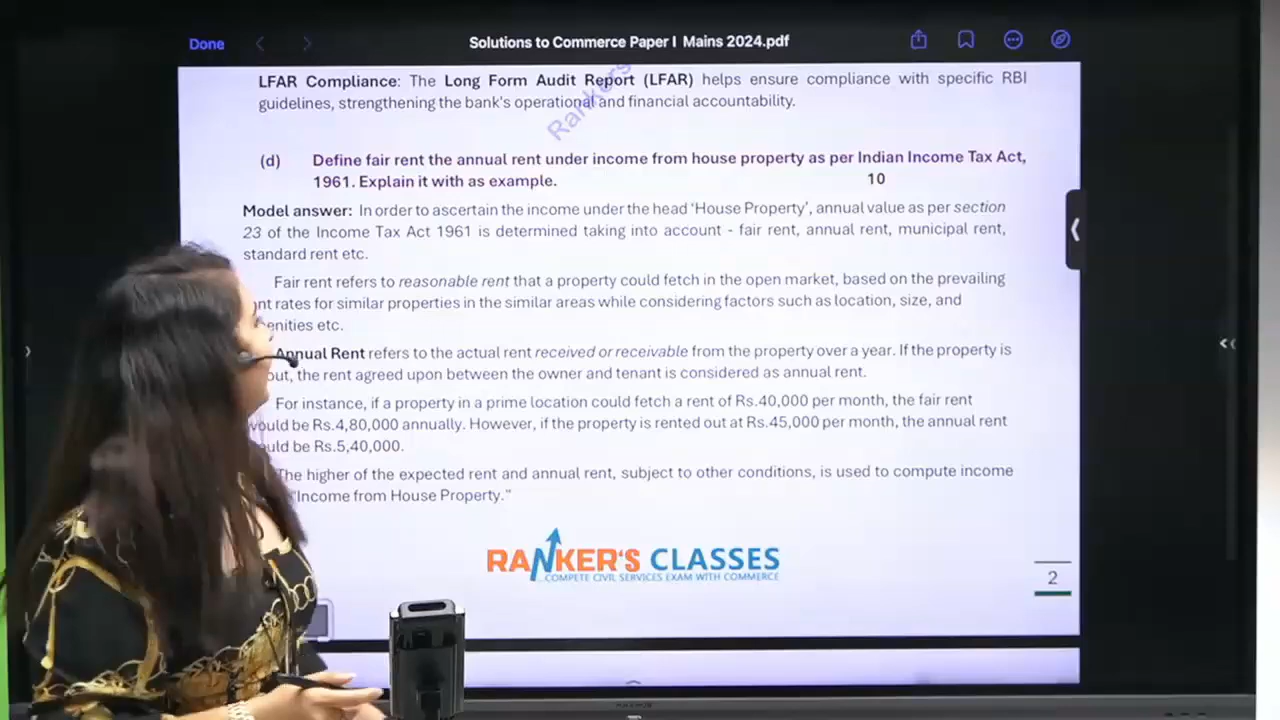 Done
Solutions to Commerce Paper I Mains 2024.pdf
LFAR Compliance: The Long Form Audit Report (LFAR) helps ensure compliance with specific RBI
guidelines, strengthening the bank's operational and financial accountability.
Rankers
(d) Define fair rent the annual rent under income from house property as per Indian Income Tax Act,
1961. Explain it with as example. 10
Model answer: In order to ascertain the income under the head 'House Property', annual value as per section
23 of the Income Tax Act 1961 is determined taking into account - fair rent, annual rent, municipal rent,
standard rent etc.
Fair rent refers to reasonable rent that a property could fetch in the open market, based on the prevailing
nt rates for similar properties in the similar areas while considering factors such as location, size, and
enities etc.
Annual Rent refers to the actual rent received or receivable from the property over a year. If the property is
out, the rent agreed upon between the owner and tenant is considered as annual rent.
For instance, if a property in a prime location could fetch a rent of Rs.40,000 per month, the fair rent
would be Rs.4,80,000 annually. However, if the property is rented out at Rs.45,000 per month, the annual rent
uld be Rs.5,40,000.
The higher of the expected rent and annual rent, subject to other conditions, is used to compute income
"Income from House Property."
RANKER'S CLASSES
...COMPETE CIVIL SERVICES EXAM WITH COMMERCE
2